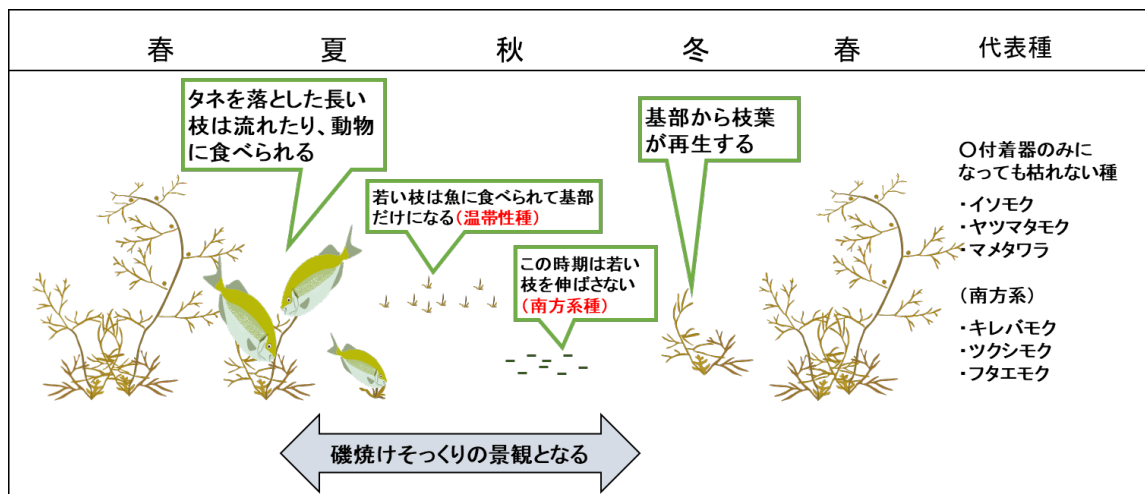 春 夏 秋 冬 春 代表種
タネを落とした長い
枝は流れたり、動物
に食べられる
若い枝は魚に食べられて基部
だけになる(温帯性種)
この時期は若い
枝を伸ばさない
(南方系種)
基部から枝葉
が再生する
〇付着器のみに
なっても枯れない種
・イソモク
・ヤツマタモク
・マメタワラ
(南方系)
・キレバモク
・ツクシモク
・フタエモク
磯焼けそっくりの景観となる